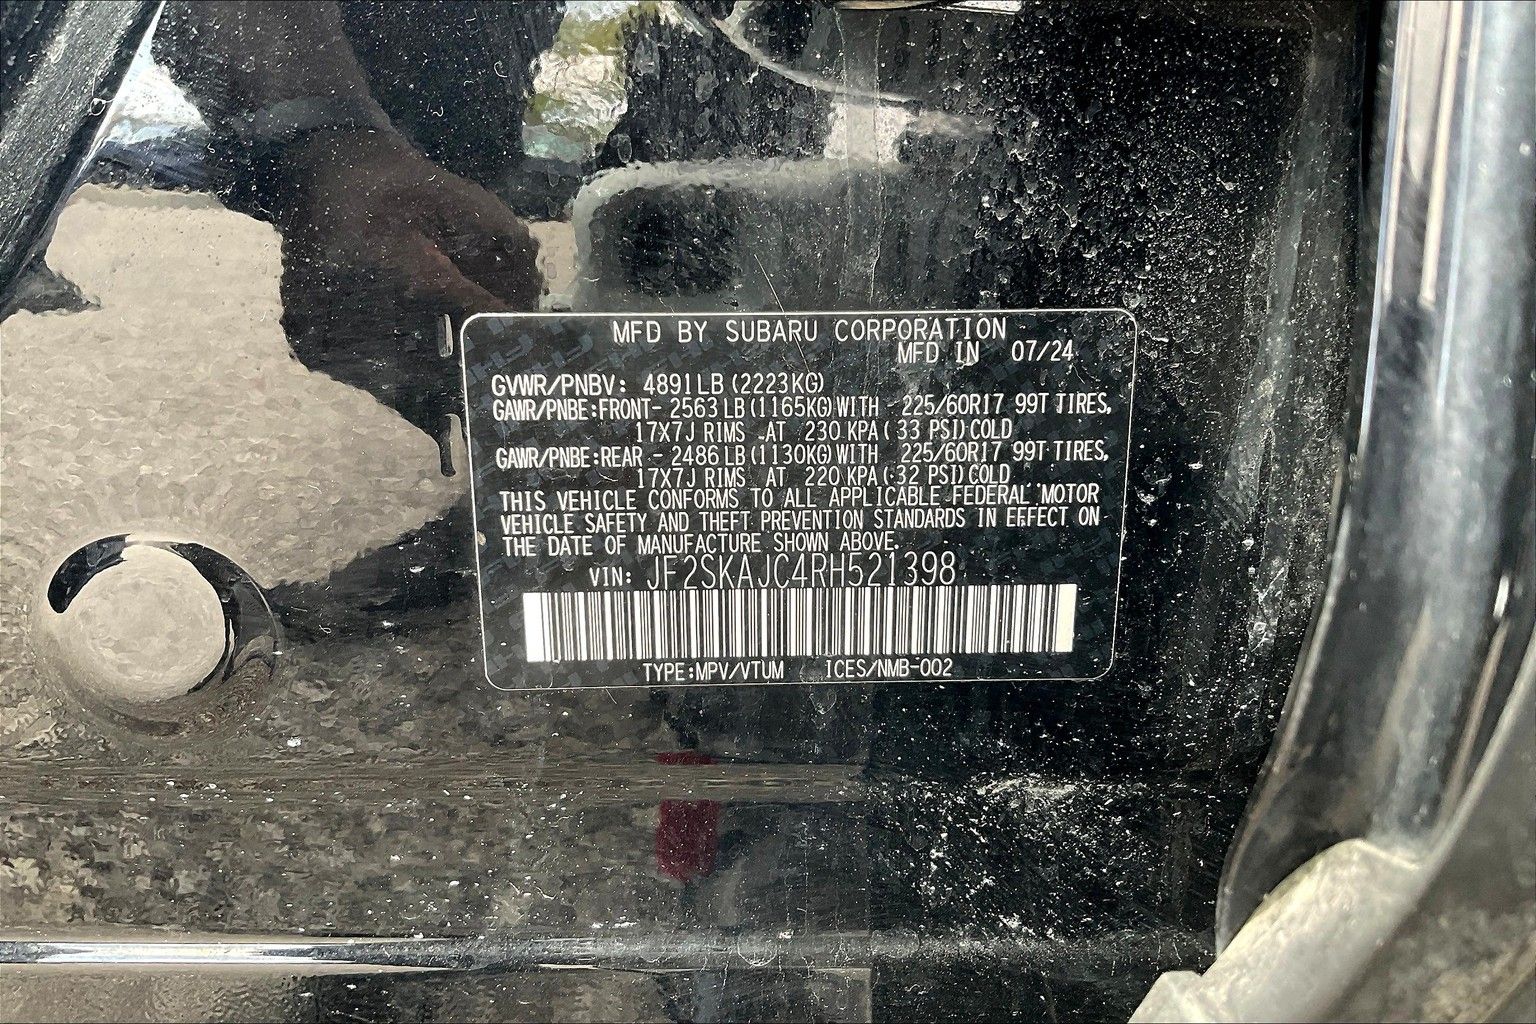 MFD BY SUBARU CORPORATION
MFD IN 07/24
GVWR/PNBV: 4891LB (2223KG)
GAWR/PNBE:FRONT- 2563 LB (1165KG) WITH 225/60R17 99T TIRES,
17X7J RIMS AT 230 KPA ( 33 PSI) COLD
GAWR/PNBE:REAR - 2486 LB (1130KG) WITH 225/60R17 99T TIRES,
17X7J RIMS AT 220 KPA ( 32 PSI) COLD
THIS VEHICLE CONFORMS TO ALL APPLICABLE FEDERAL MOTOR
VEHICLE SAFETY AND THEFT PREVENTION STANDARDS IN EFFECT ON
THE DATE OF MANUFACTURE SHOWN ABOVE.
VIN: JF2SKAJC4RH521398
TYPE:MPV/VTUM ICES/NMB-002